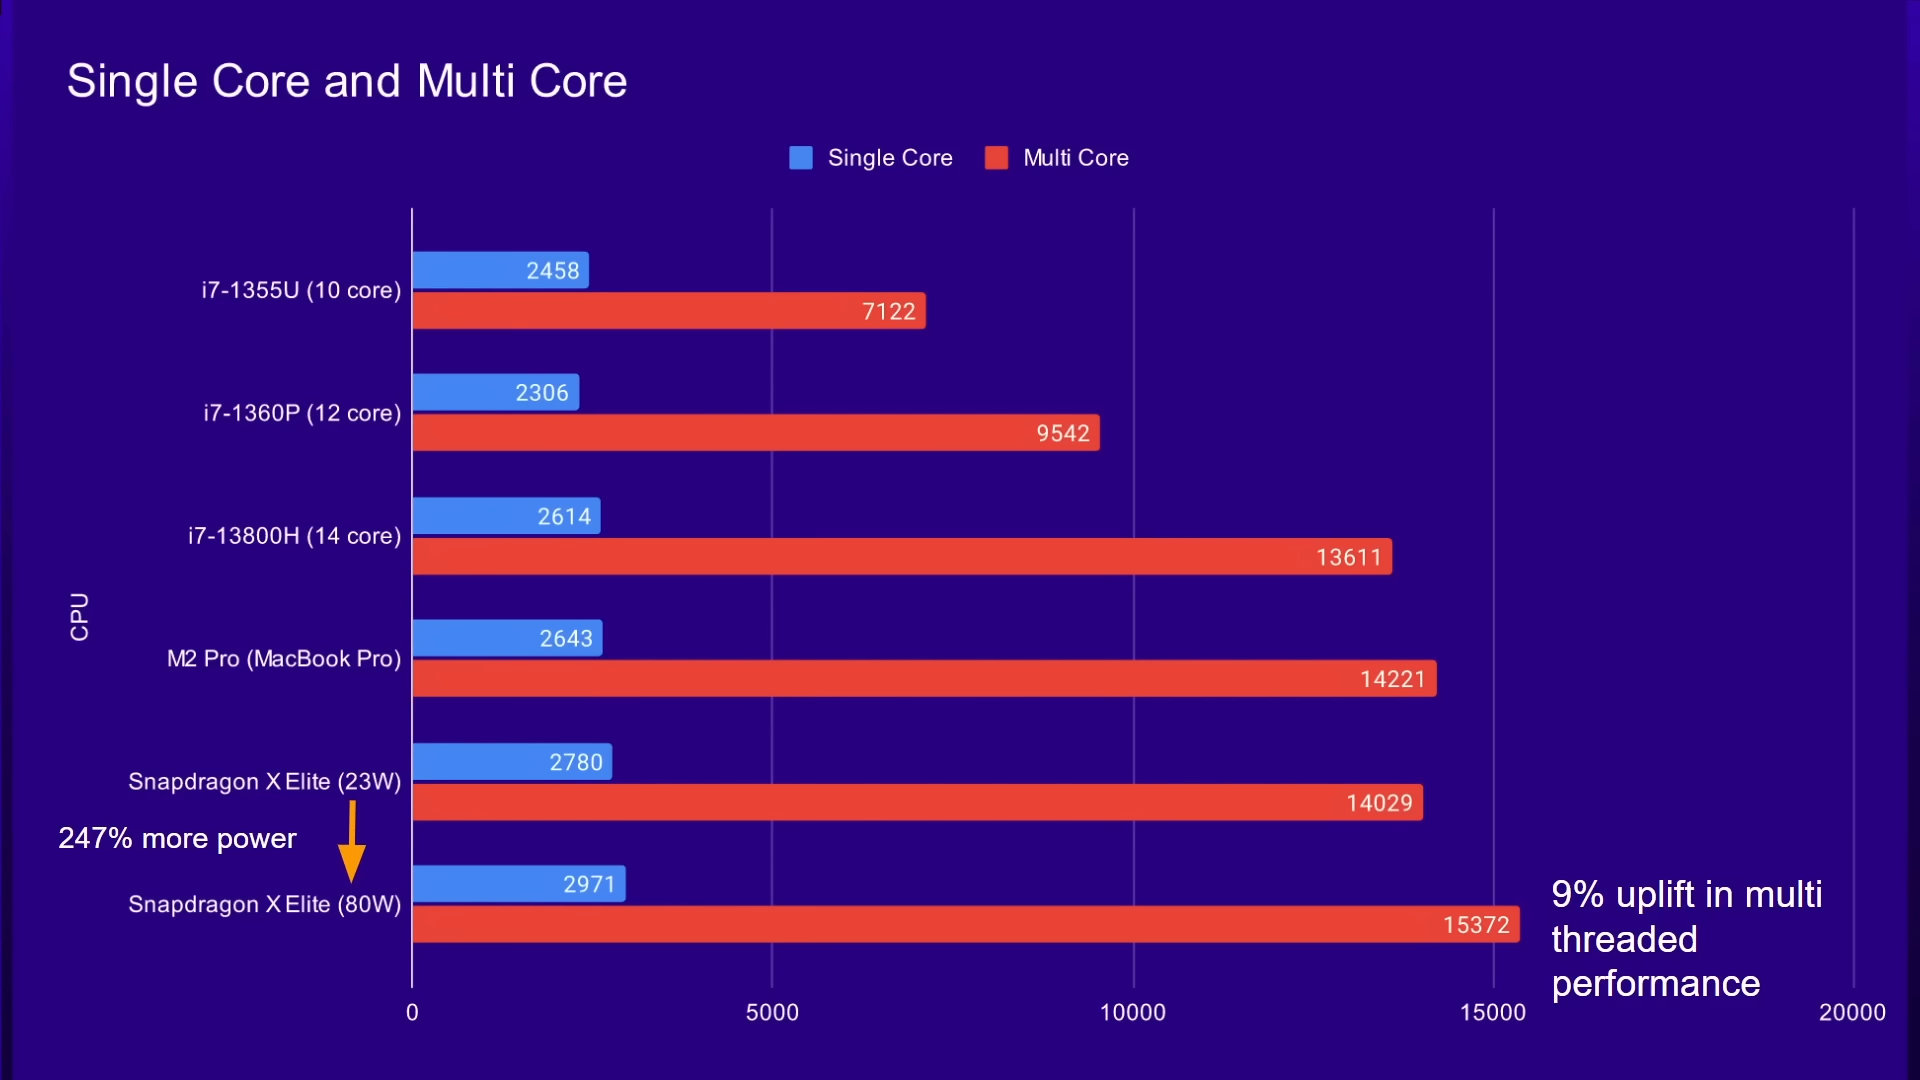 Single Core and Multi Core
Single Core
Multi Core
CPU
i7-1355U (10 core)
2458
7122
i7-1360P (12 core)
2306
9542
i7-13800H (14 core)
2614
13611
M2 Pro (MacBook Pro)
2643
14221
Snapdragon X Elite (23W)
2780
14029
247% more power
Snapdragon X Elite (80W)
2971
15372
9% uplift in multi
threaded
performance
0
5000
10000
15000
20000